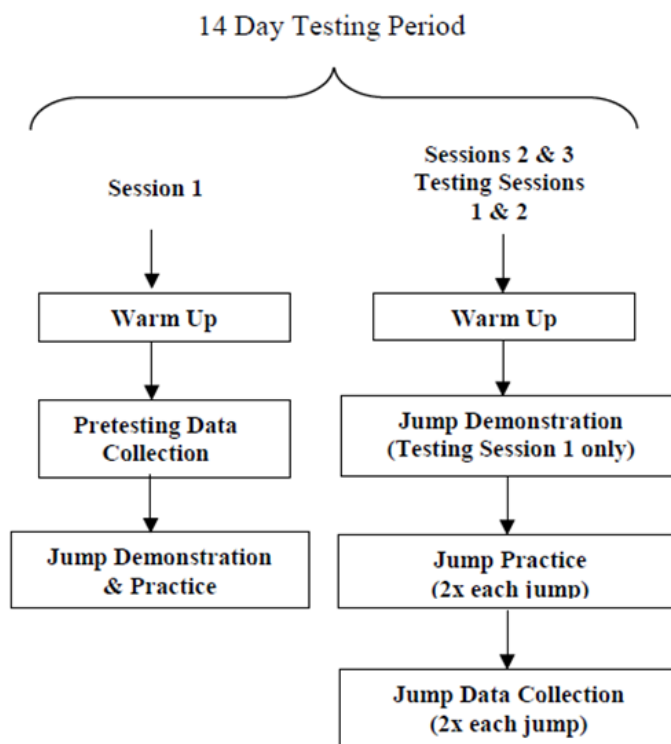 14 Day Testing Period
Session 1
Warm Up
Pretesting Data
Collection
Jump Demonstration
& Practice
Sessions 2 & 3
Testing Sessions
1 & 2
Warm Up
Jump Demonstration
(Testing Session 1 only)
Jump Practice
(2x each jump)
Jump Data Collection
(2x each jump)